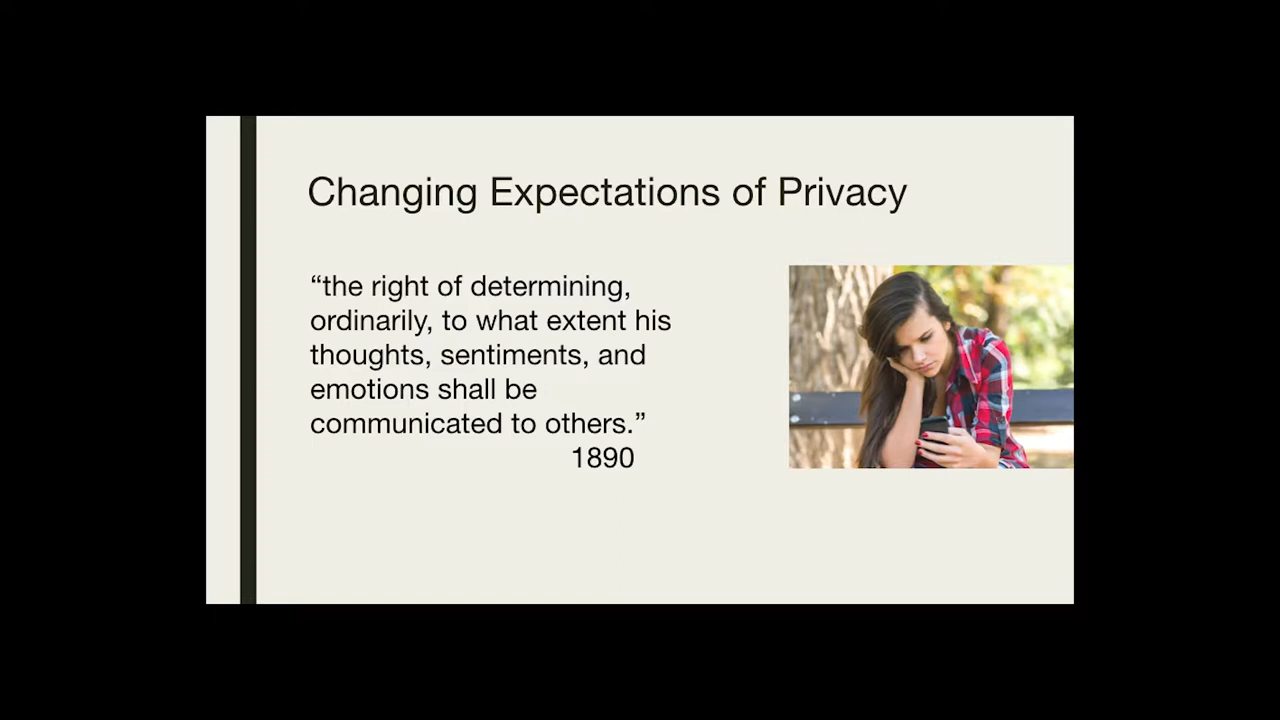 Changing Expectations of Privacy
“the right of determining,
ordinarily, to what extent his
thoughts, sentiments, and
emotions shall be
communicated to others.”
1890